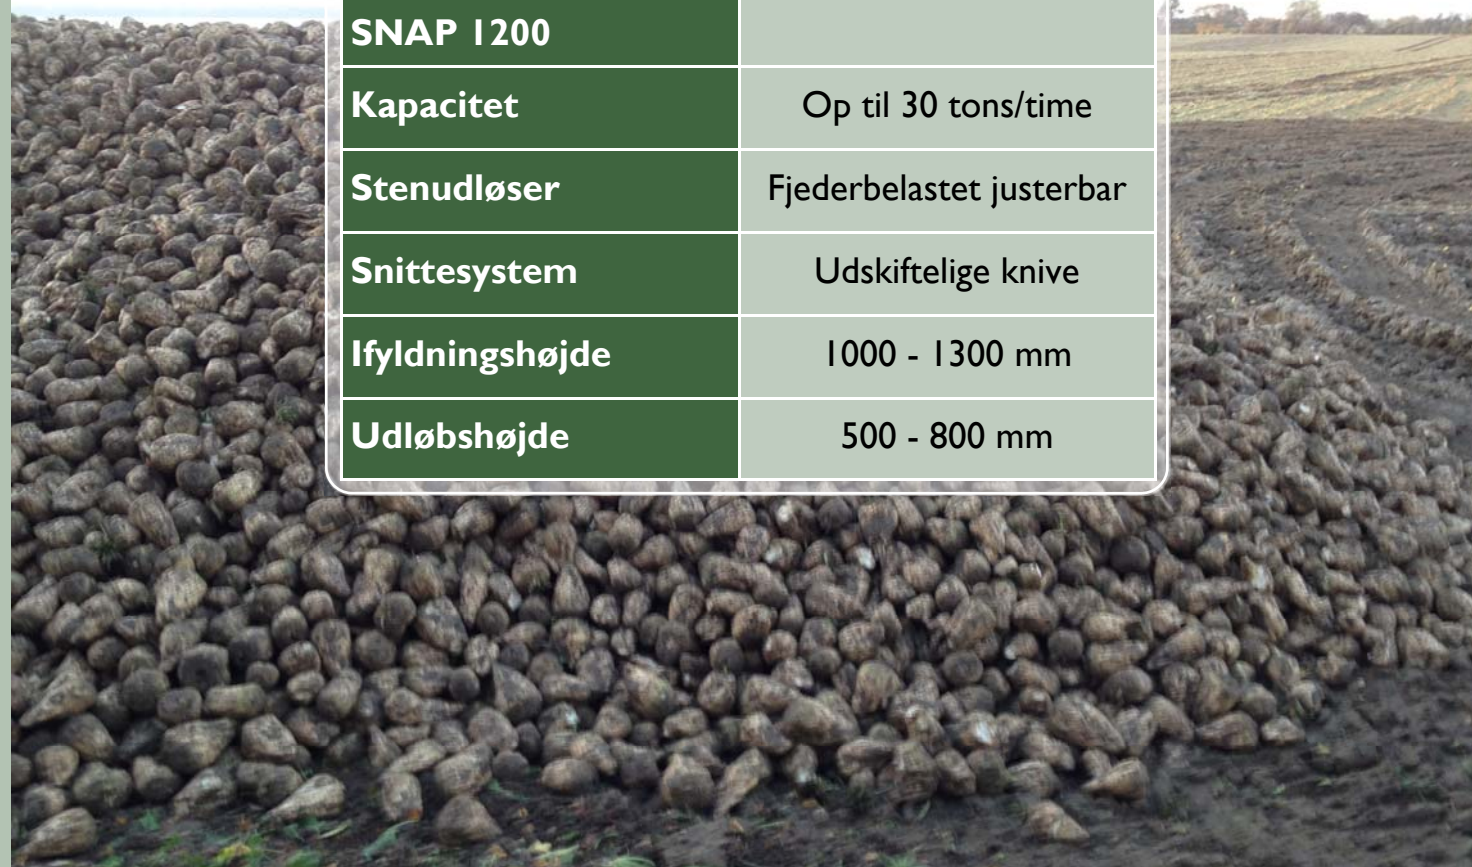 SNAP 1200
Kapacitet Op til 30 tons/time
Stenudløser Fjederbelastet justerbar
Snittesystem Udskiftelige knive
Ifyldningshøjde 1000 - 1300 mm
Udløbshøjde 500 - 800 mm